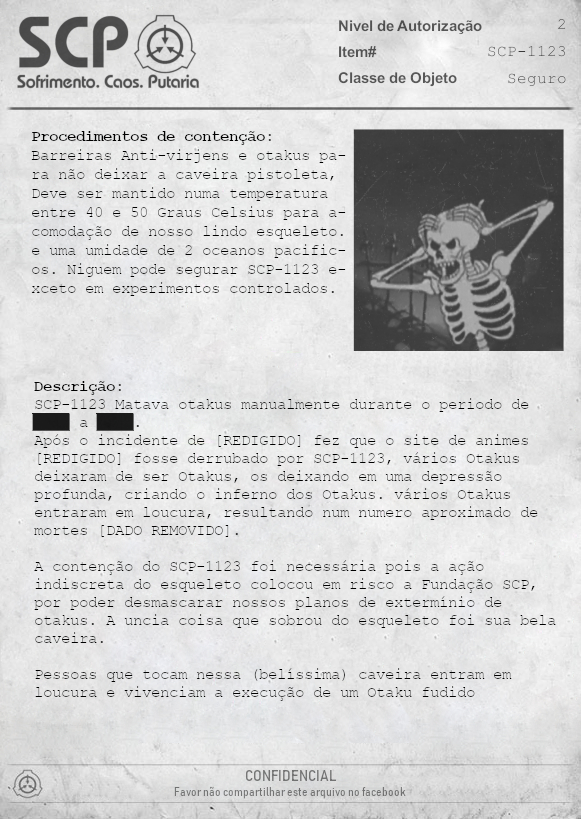 SCP
Sofrimento. Caos. Putaria
Nivel de Autorização 2
Item# SCP-1123
Classe de Objeto Seguro
Procedimentos de contenção:
Barreiras Anti-virjens e otakus pa-
ra não deixar a caveira pistoleta,
Deve ser mantido numa temperatura
entre 40 e 50 Graus Celsius para a-
comodação de nosso lindo esqueleto.
e uma umidade de 2 oceanos pacific-
os. Niguem pode segurar SCP-1123 e-
xceto em experimentos controlados.
Descrição:
SCP-1123 Matava otakus manualmente durante o periodo de
a .
Após o incidente de [REDIGIDO] fez que o site de animes
[REDIGIDO] fosse derrubado por SCP-1123, vários Otakus
deixaram de ser Otakus, os deixando em uma depressão
profunda, criando o inferno dos Otakus. vários Otakus
entraram em loucura, resultando num numero aproximado de
mortes [DADO REMOVIDO].
A contenção do SCP-1123 foi necessária pois a ação
indiscreta do esqueleto colocou em risco a Fundação SCP,
por poder desmascarar nossos planos de extermínio de
otakus. A uncia coisa que sobrou do esqueleto foi sua bela
caveira.
Pessoas que tocam nessa (belíssima) caveira entram em
loucura e vivenciam a execução de um Otaku fudido
CONFIDENCIAL
Favor não compartilhar este arquivo no facebook